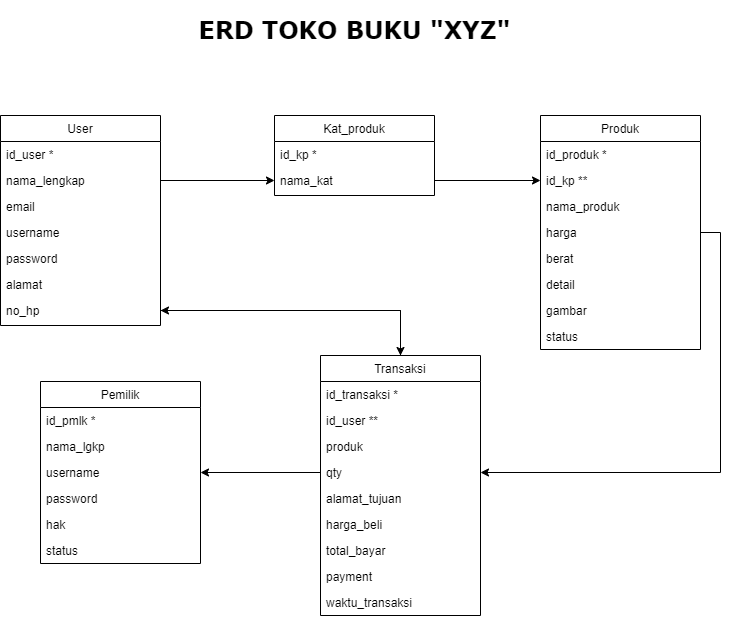 ERD TOKO BUKU "XYZ"
User
id_user *
nama_lengkap
email
username
password
alamat
no_hp
Kat_produk
id_kp *
nama_kat
Produk
id_produk *
id_kp **
nama_produk
harga
berat
detail
gambar
status
Pemilik
id_pmlk *
nama_lgkp
username
password
hak
status
Transaksi
id_transaksi *
id_user **
produk
qty
alamat_tujuan
harga_beli
total_bayar
payment
waktu_transaksi